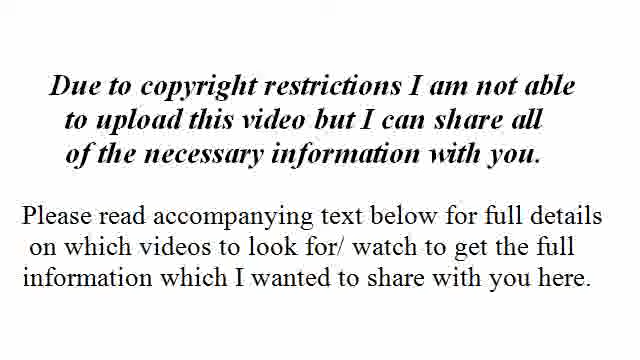 Due to copyright restrictions I am not able
to upload this video but I can share all
of the necessary information with you.
Please read accompanying text below for full details
on which videos to look for/ watch to get the full
information which I wanted to share with you here.